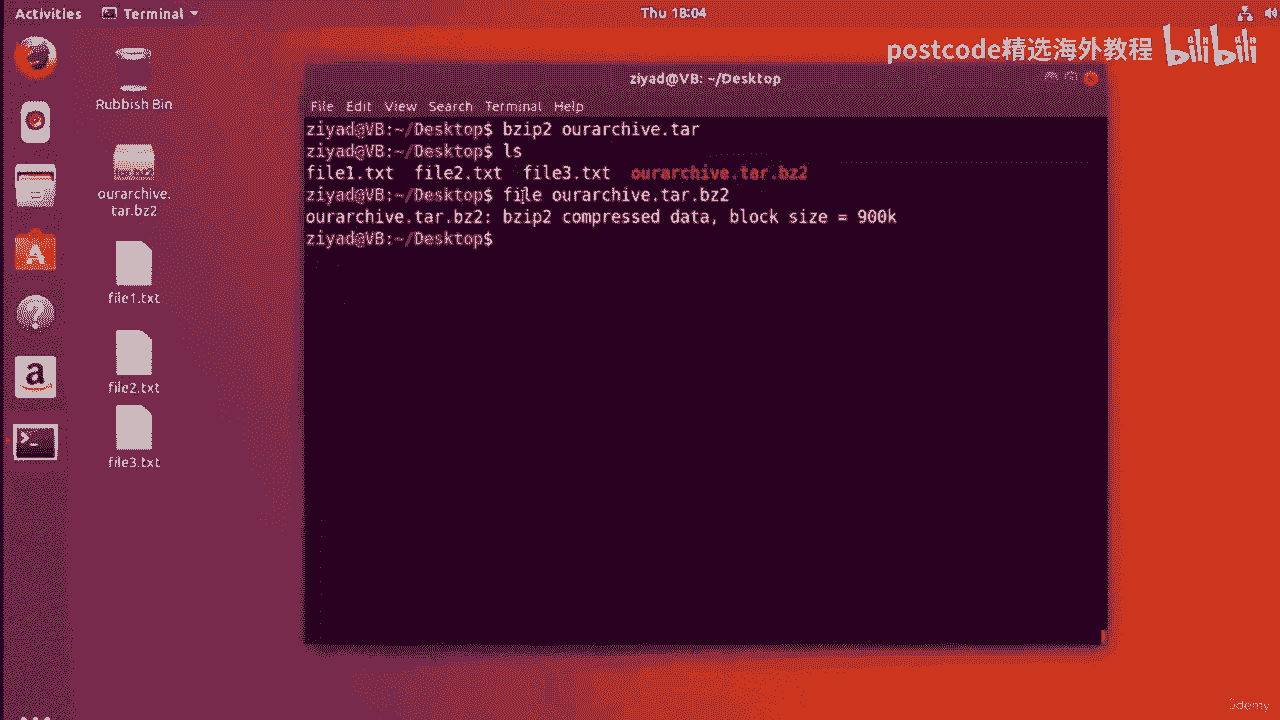 Activities
Terminal
Thu 18:04
postcode精选海外教程 bilibili
Rubbish Bin
ourarchive.
tar.bz2
file1.txt
file2.txt
file3.txt
ziyad@VB: ~/Desktop
File Edit View Search Terminal Help
ziyad@VB:~/Desktop$ bzip2 ourarchive.tar
ziyad@VB:~/Desktop$ ls
file1.txt file2.txt file3.txt ourarchive.tar.bz2
ziyad@VB:~/Desktop$ file ourarchive.tar.bz2
ourarchive.tar.bz2: bzip2 compressed data, block size = 900k
ziyad@VB:~/Desktop$
Udemy